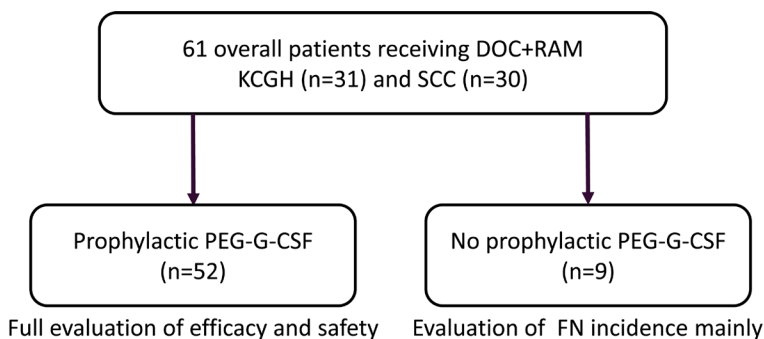 61 overall patients receiving DOC+RAM
KCGH (n=31) and SCC (n=30)
Prophylactic PEG-G-CSF
(n=52)
No prophylactic PEG-G-CSF
(n=9)
Full evaluation of efficacy and safety
Evaluation of FN incidence mainly